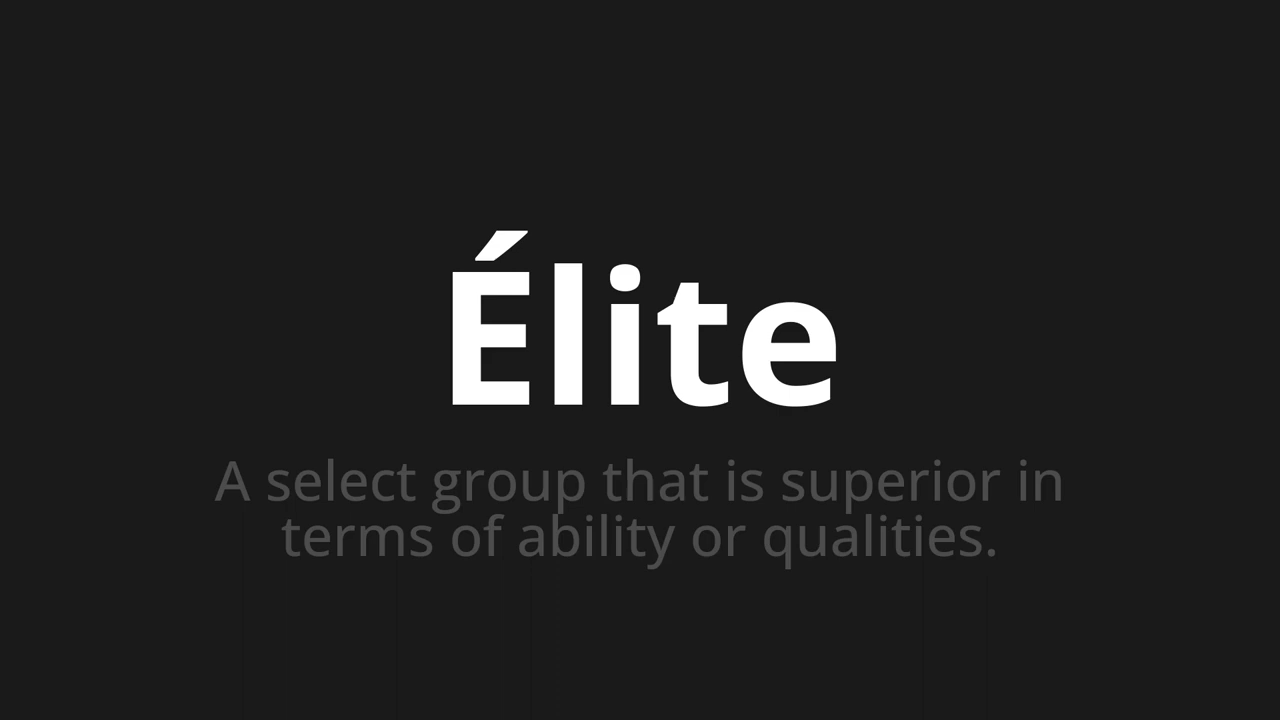 Élite
A select group that is superior in
terms of ability or qualities.